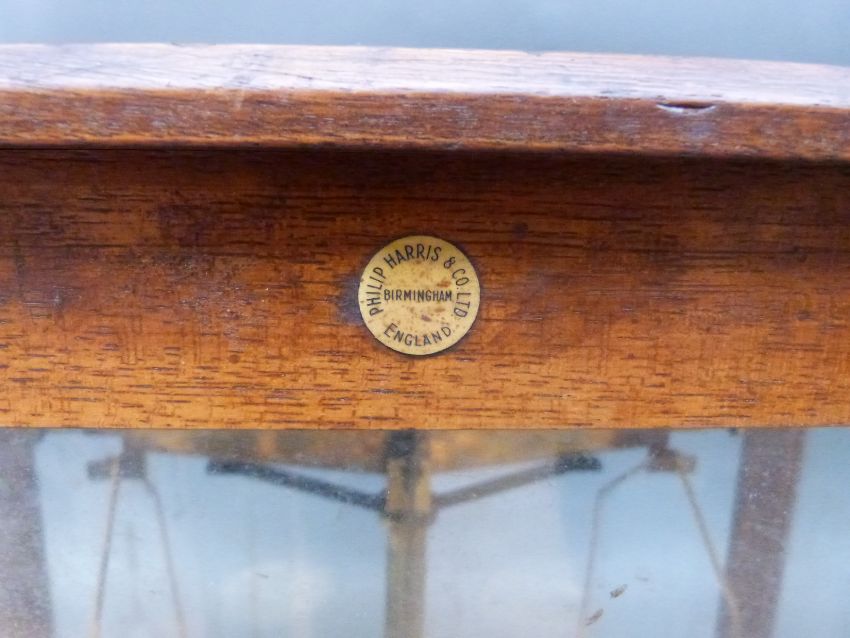 PHILIP HARRIS & CO. LTD
BIRMINGHAM
ENGLAND.